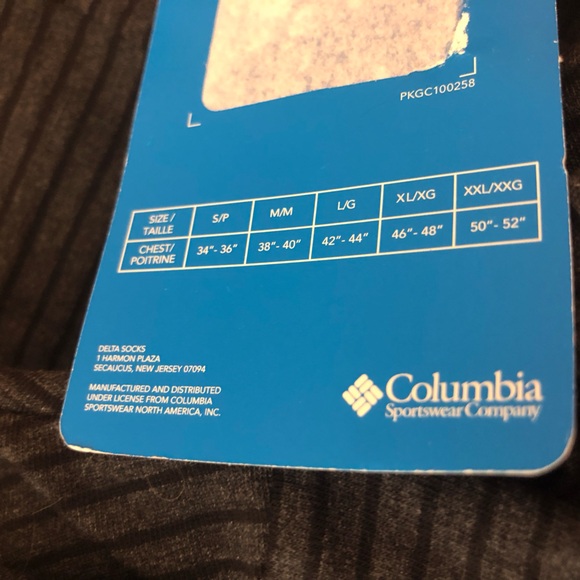 PKGC100258
SIZE / TAILLE S/P M/M L/G XL/XG XXL/XXG
CHEST/ POITRINE 34"- 36" 38"- 40" 42"- 44" 46"- 48" 50"- 52"
DELTA SOCKS
1 HARMON PLAZA
SECAUCUS, NEW JERSEY 07094
MANUFACTURED AND DISTRIBUTED
UNDER LICENSE FROM COLUMBIA
SPORTSWEAR NORTH AMERICA, INC.
Columbia
Sportswear Company